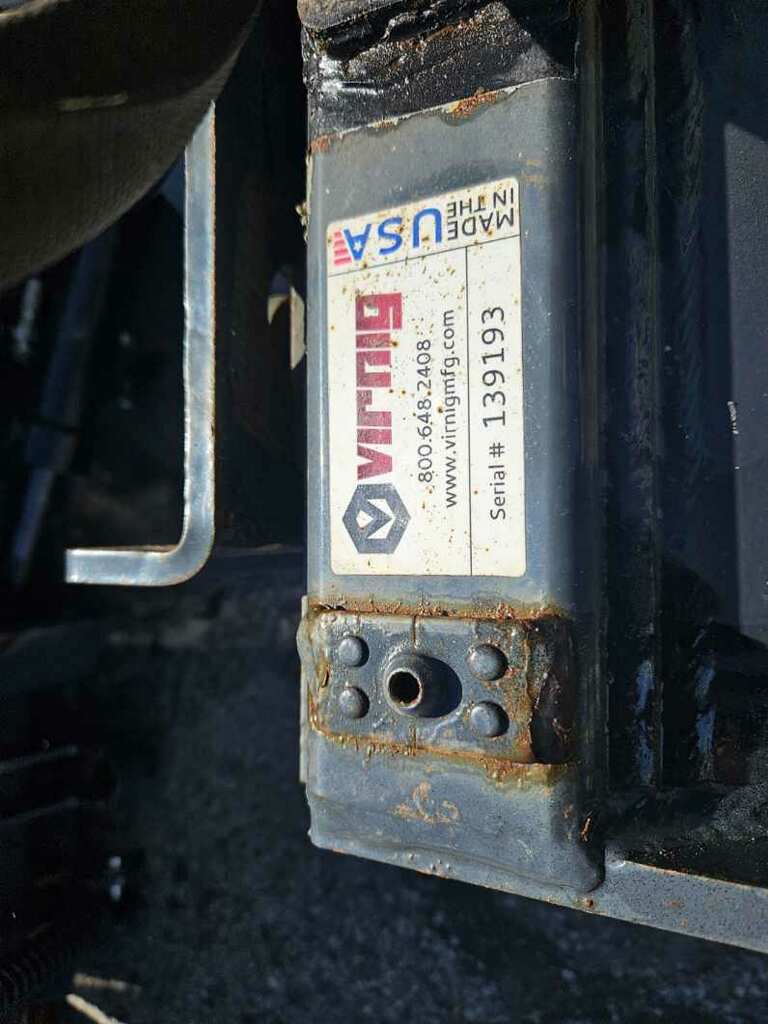 MADE
IN THE
USA
virnig
800.648.2408
www.virnigmfg.com
Serial # 139193